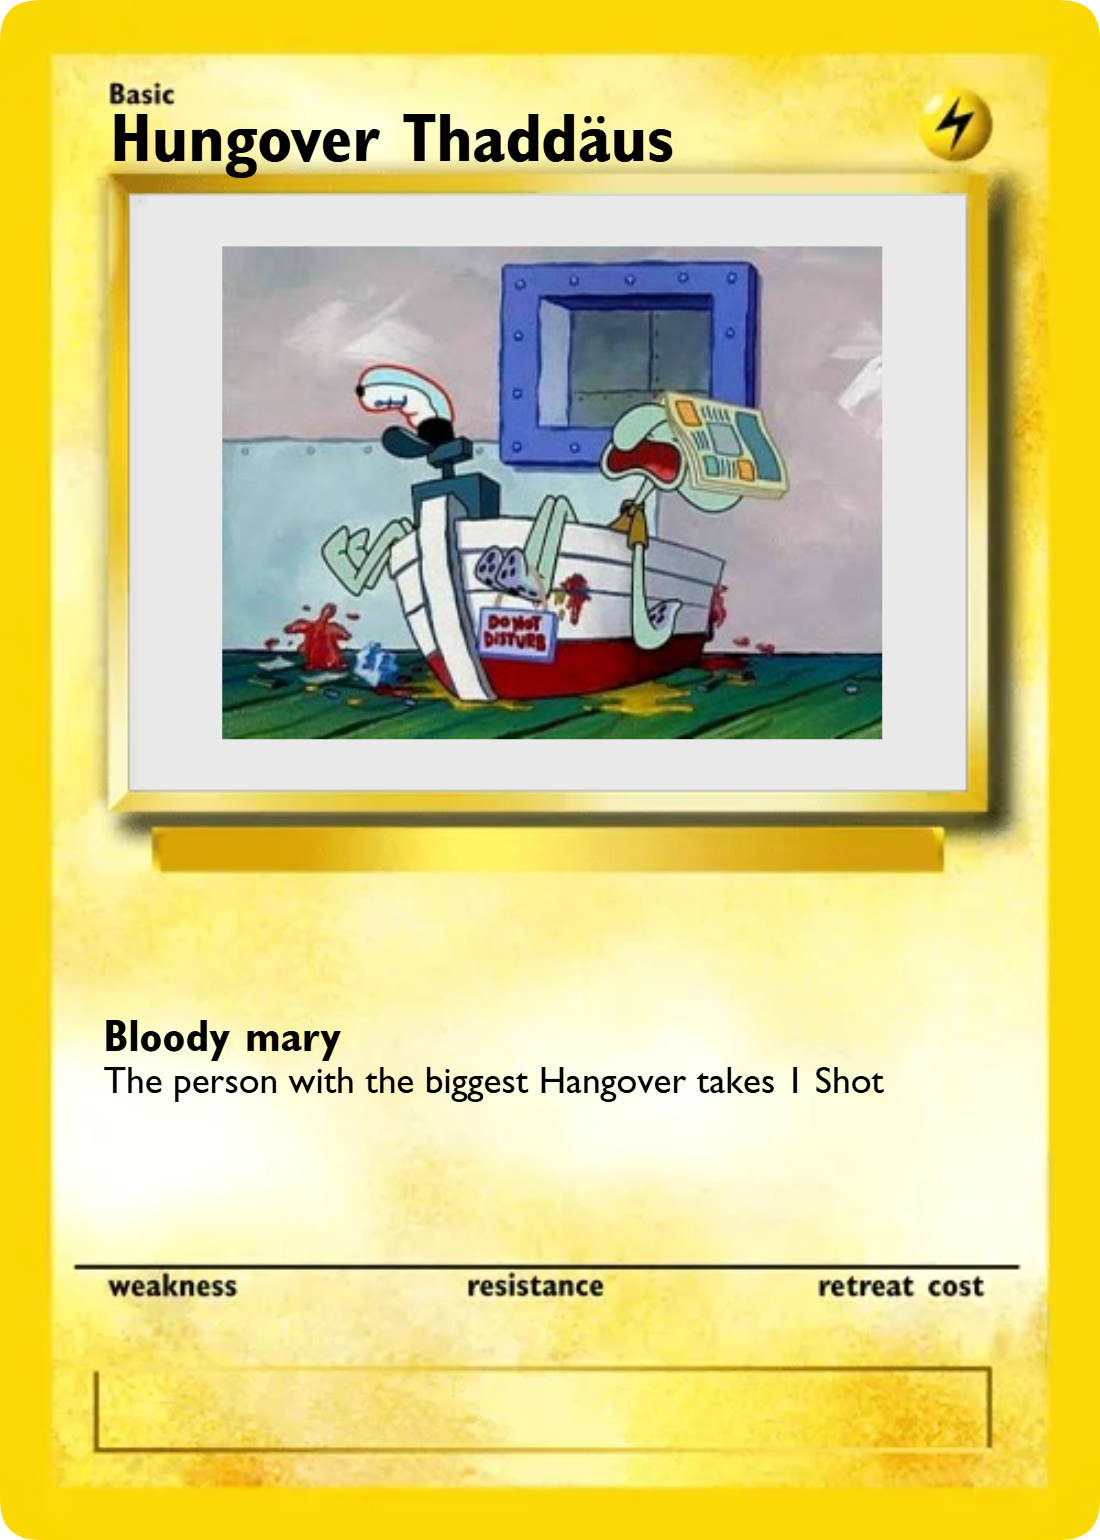 Basic
Hungover Thaddäus
DO NOT
DISTURB
Bloody mary
The person with the biggest Hangover takes 1 Shot
weakness resistance retreat cost